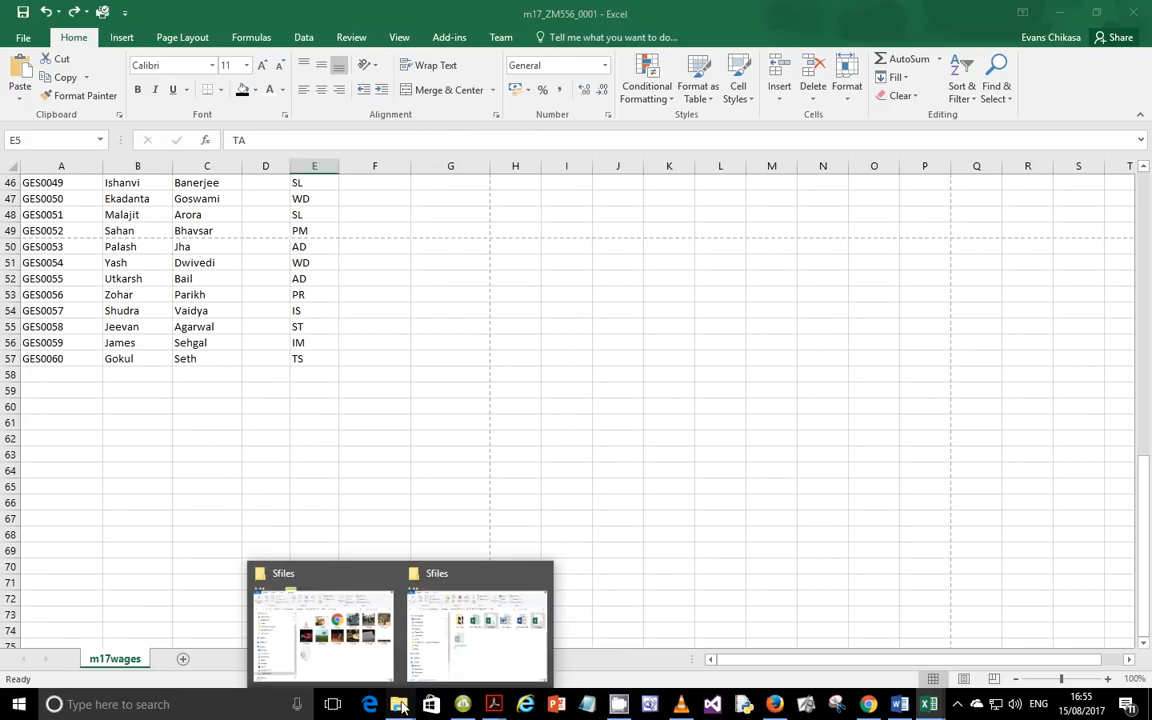 m17_ZM556_0001 - Excel
File Home Insert Page Layout Formulas Data Review View Add-ins Team Tell me what you want to do... Evans Chikasa Share
Paste Cut Copy Format Painter Clipboard
Calibri 11 B I U Font
Wrap Text Merge & Center Alignment
General % Number
Conditional Formatting Format as Table Cell Styles Styles
Insert Delete Format Cells
AutoSum Fill Clear Sort & Filter Find & Select Editing
E5 fx TA
A B C D E F G H I J K L M N O P Q R S T
46 GES0049 Ishanvi Banerjee SL
47 GES0050 Ekadanta Goswami WD
48 GES0051 Malajit Arora SL
49 GES0052 Sahan Bhavsar PM
50 GES0053 Palash Jha AD
51 GES0054 Yash Dwivedi WD
52 GES0055 Utkarsh Bail AD
53 GES0056 Zohar Parikh PR
54 GES0057 Shudra Vaidya IS
55 GES0058 Jeevan Agarwal ST
56 GES0059 James Sehgal IM
57 GES0060 Gokul Seth TS
58
59
60
61
62
63
64
65
66
67
68
69
70
71
72
73
74
75
Sfiles Sfiles
m17wages
Ready 100%
Type here to search ENG 16:55
15/08/2017